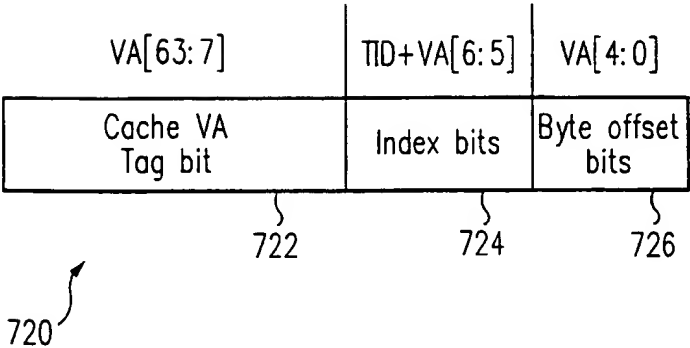 VA[63:7] TID+VA[6:5] VA[4:0]
Cache VA Tag bit
Index bits
Byte offset bits
722 724 726
720